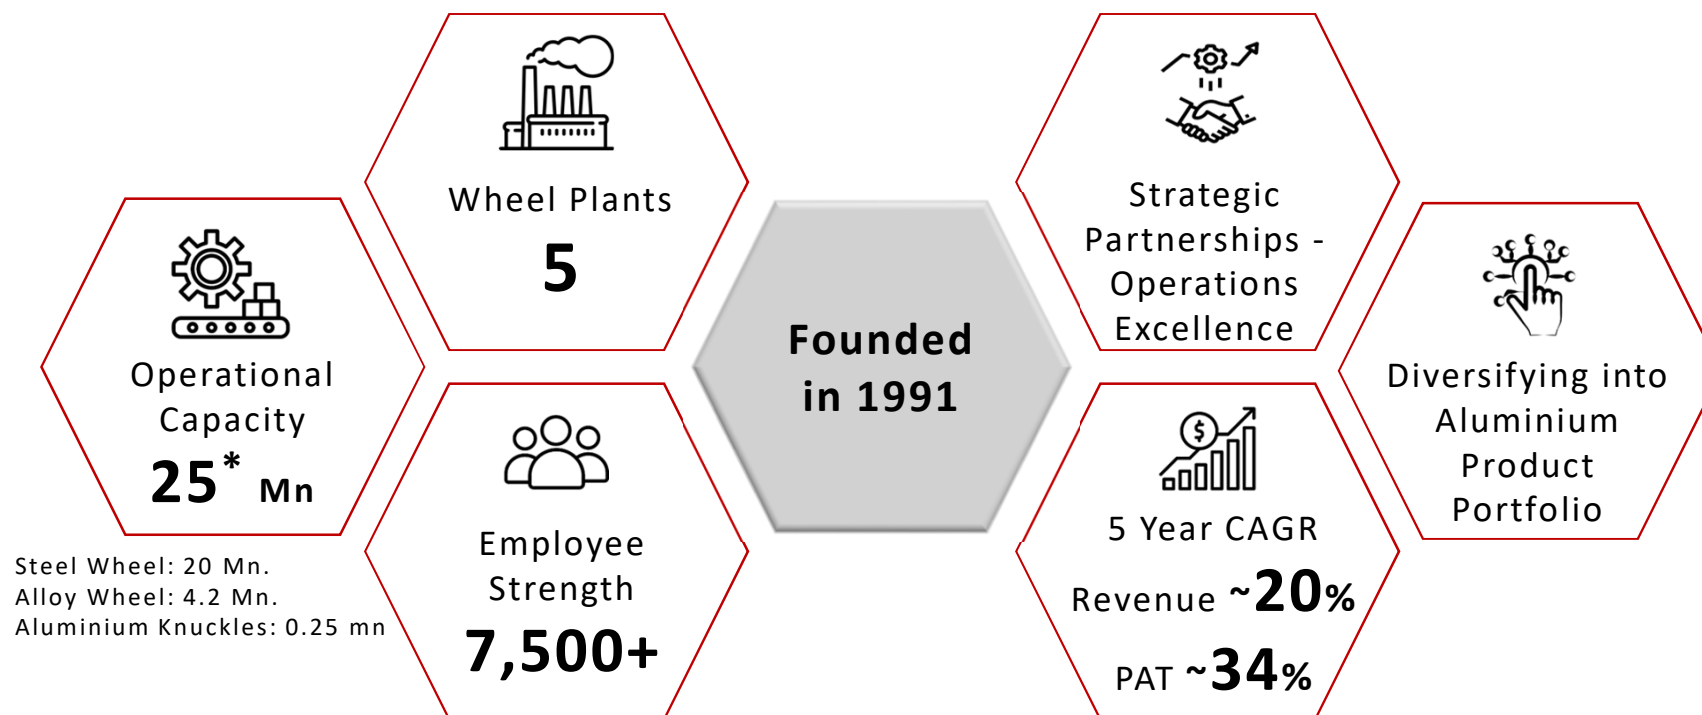 Wheel Plants
5
Operational
Capacity
25* Mn
Steel Wheel: 20 Mn.
Alloy Wheel: 4.2 Mn.
Aluminium Knuckles: 0.25 mn
Employee
Strength
7,500+
Founded
in 1991
Strategic
Partnerships -
Operations
Excellence
5 Year CAGR
Revenue ~20%
PAT ~34%
Diversifying into
Aluminium
Product
Portfolio